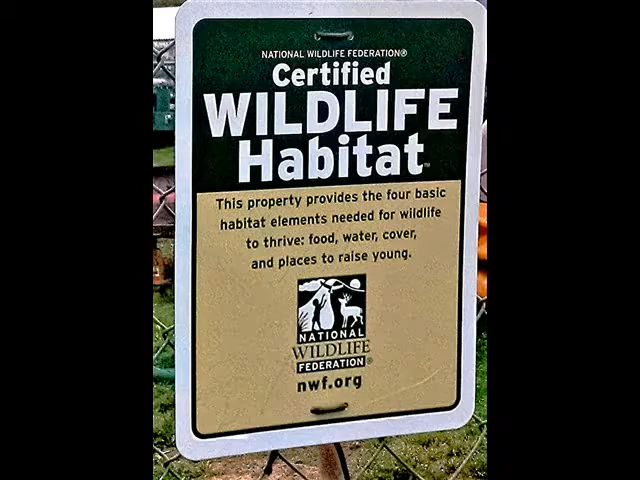 NATIONAL WILDLIFE FEDERATION®
Certified
WILDLIFE
Habitat™
This property provides the four basic
habitat elements needed for wildlife
to thrive: food, water, cover,
and places to raise young.
NATIONAL
WILDLIFE
FEDERATION®
nwf.org